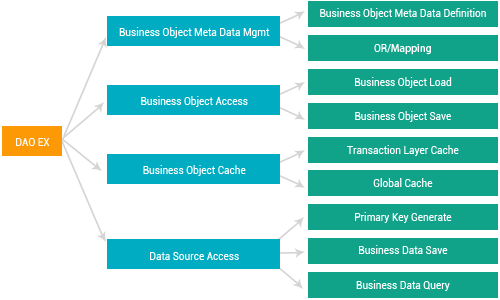 DAO EX
Business Object Meta Data Mgmt
Business Object Meta Data Definition
OR/Mapping
Business Object Access
Business Object Load
Business Object Save
Business Object Cache
Transaction Layer Cache
Global Cache
Data Source Access
Primary Key Generate
Business Data Save
Business Data Query